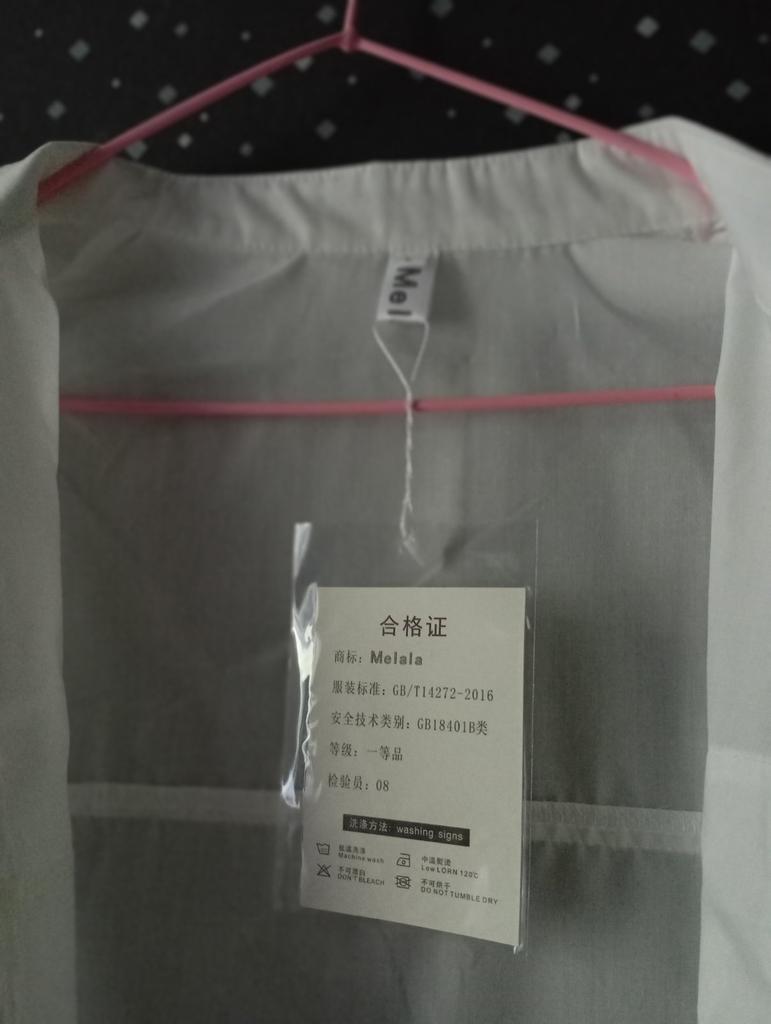 Mel
合格证
商标：Melala
服装标准：GB/T14272-2016
安全技术类别：GB18401B类
等级：一等品
检验员：08
洗涤方法：washing signs
低温洗涤
Machine wash
中温熨烫
Low LORN 120℃
不可漂白
DON'T BLEACH
不可烘干
DO NOT TUMBLE DRY